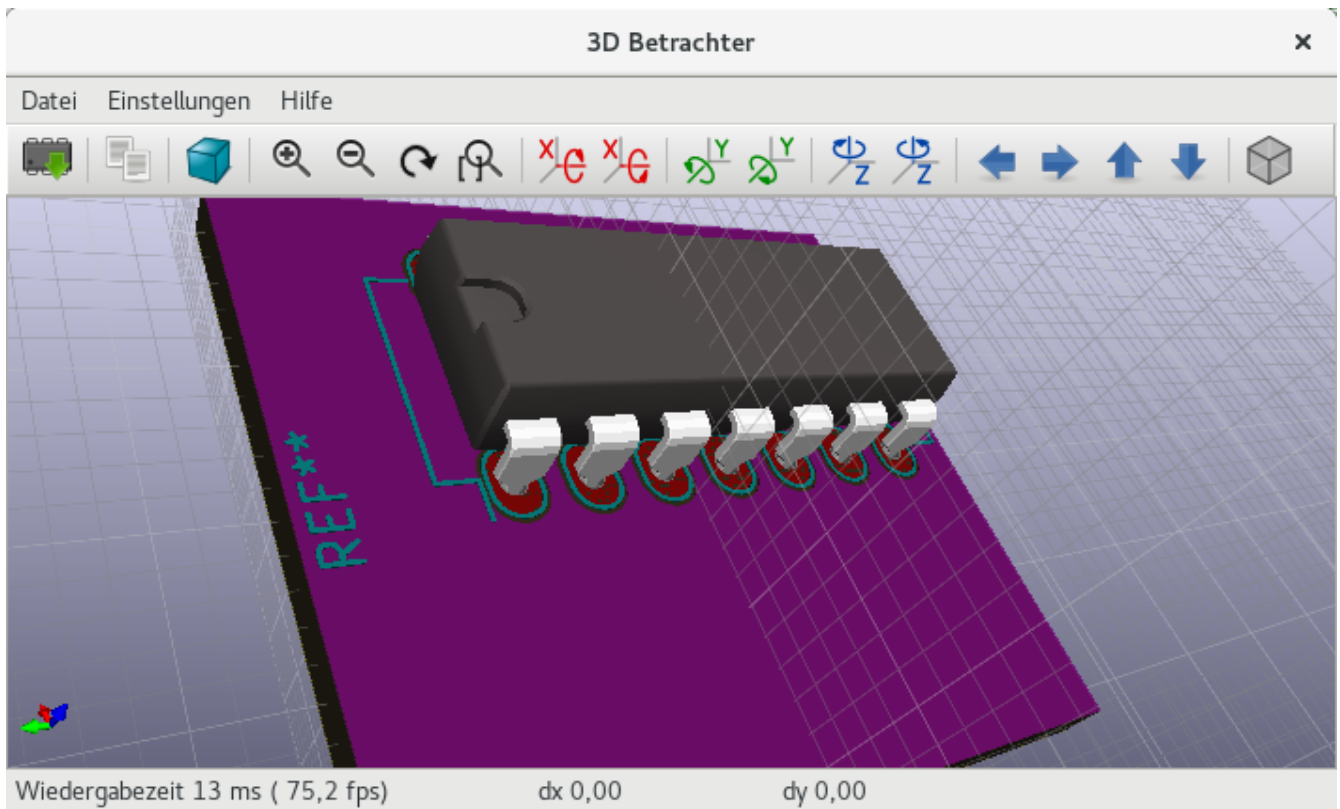 3D Betrachter
Datei Einstellungen Hilfe
X X Y Y Z Z
REF**
Wiedergabezeit 13 ms ( 75,2 fps) dx 0,00 dy 0,00